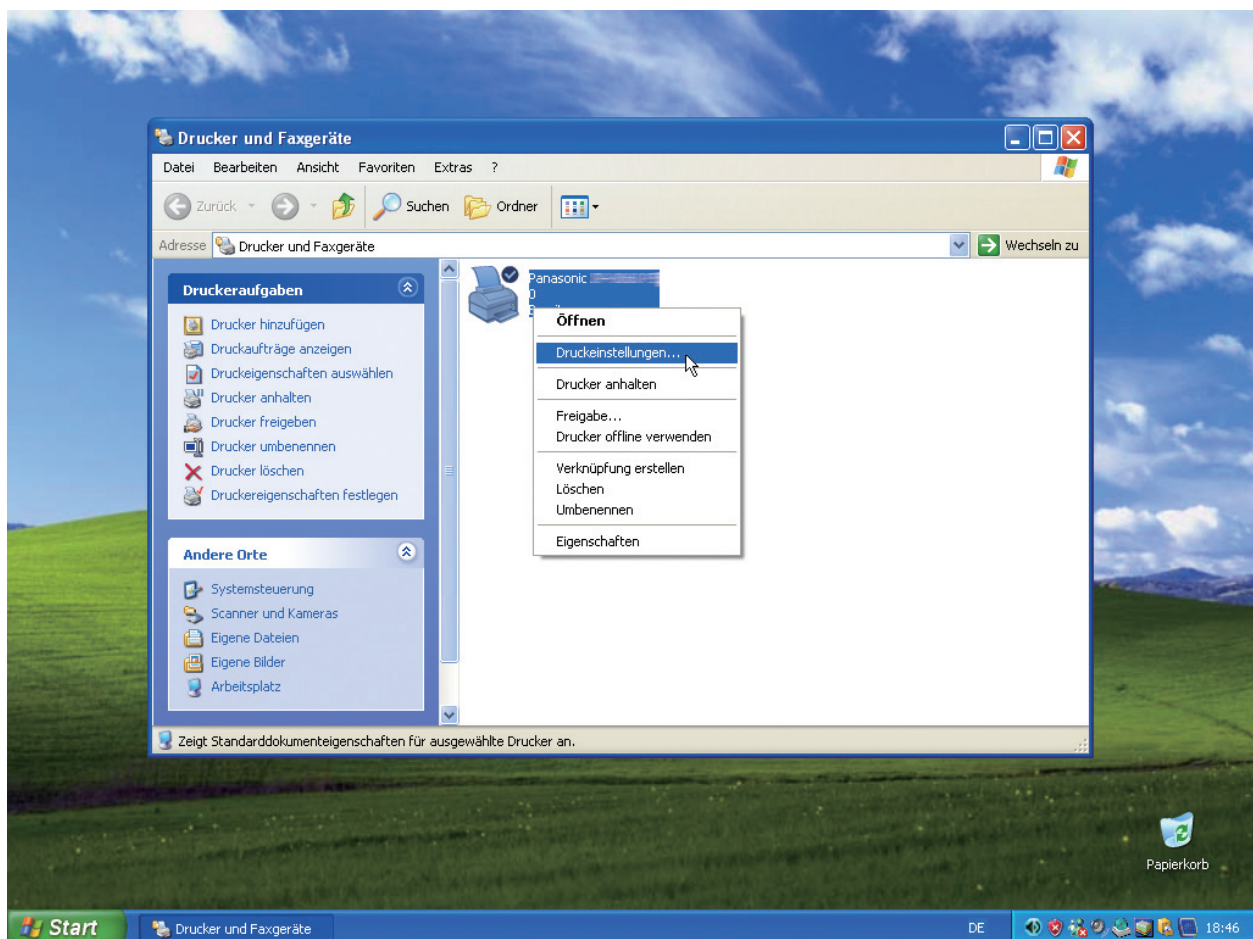 Drucker und Faxgeräte
Datei Bearbeiten Ansicht Favoriten Extras ?
Zurück Suchen Ordner
Adresse Drucker und Faxgeräte Wechseln zu
Druckeraufgaben
Drucker hinzufügen
Druckaufträge anzeigen
Druckeigenschaften auswählen
Drucker anhalten
Drucker freigeben
Drucker umbenennen
Drucker löschen
Druckereigenschaften festlegen
Andere Orte
Systemsteuerung
Scanner und Kameras
Eigene Dateien
Eigene Bilder
Arbeitsplatz
Panasonic
0
Öffnen
Druckeinstellungen...
Drucker anhalten
Freigabe...
Drucker offline verwenden
Verknüpfung erstellen
Löschen
Umbenennen
Eigenschaften
Zeigt Standarddokumenteigenschaften für ausgewählte Drucker an.
Papierkorb
Start Drucker und Faxgeräte DE 18:46